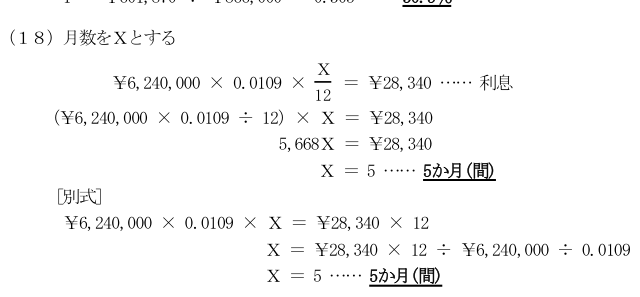 (18) 月数をXとする
¥6,240,000 × 0.0109 × X/12 = ¥28,340 …… 利息
(¥6,240,000 × 0.0109 ÷ 12) × X = ¥28,340
5,668X = ¥28,340
X = 5 …… 5か月(間)
[別式]
¥6,240,000 × 0.0109 × X = ¥28,340 × 12
X = ¥28,340 × 12 ÷ ¥6,240,000 ÷ 0.0109
X = 5 …… 5か月(間)